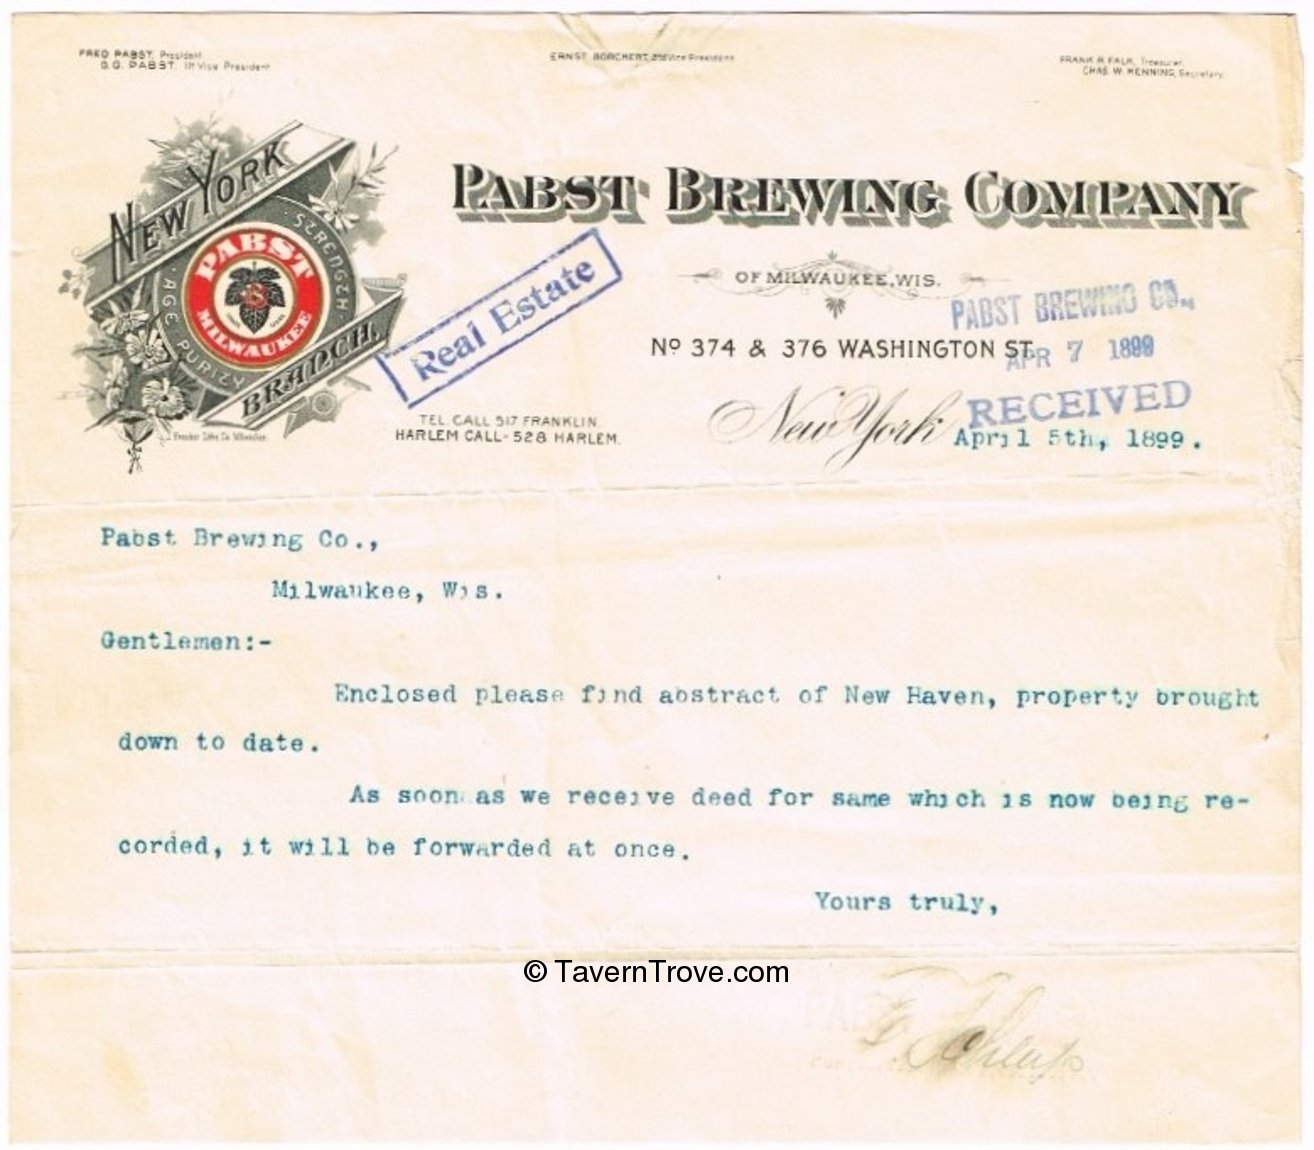 FRED PABST, President
G.G. PABST, 1st Vice President
ERNST BORCHERT, 2nd Vice President
FRANK R FALK, Treasurer.
CHAS W HENNING, Secretary.
NEW YORK
STRENGTH
PABST
B
MILWAUKEE
AGE PURITY
BRANCH.
PABST BREWING COMPANY
OF MILWAUKEE, WIS.
Real Estate
PABST BREWING CO.,
APR 7 1899
RECEIVED
No 374 & 376 WASHINGTON ST
TEL. CALL 517 FRANKLIN
HARLEM CALL- 528 HARLEM.
New York April 5th, 1899.
Pabst Brewing Co.,
Milwaukee, Wis.
Gentlemen:-
Enclosed please find abstract of New Haven, property brought
down to date.
As soon as we receive deed for same which is now being re-
corded, it will be forwarded at once.
Yours truly,
© TavernTrove.com